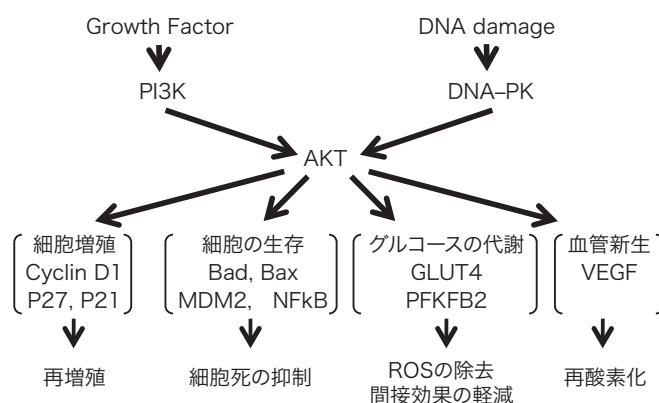 Growth Factor
DNA damage
PI3K
DNA–PK
AKT
細胞増殖
Cyclin D1
P27, P21
細胞の生存
Bad, Bax
MDM2, NFkB
グルコースの代謝
GLUT4
PFKFB2
血管新生
VEGF
再増殖
細胞死の抑制
ROSの除去
間接効果の軽減
再酸素化